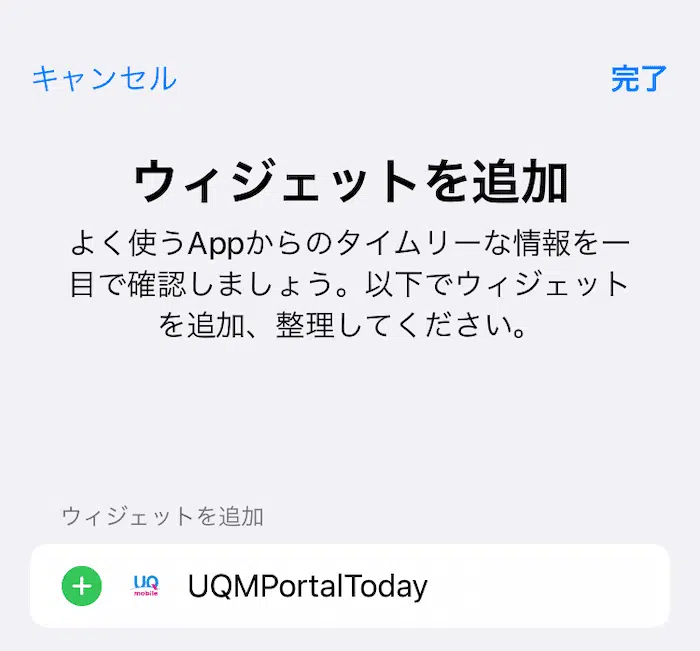 キャンセル 完了
ウィジェットを追加
よく使うAppからのタイムリーな情報を一
目で確認しましょう。以下でウィジェット
を追加、整理してください。
ウィジェットを追加
UQ
mobile
UQMPortalToday